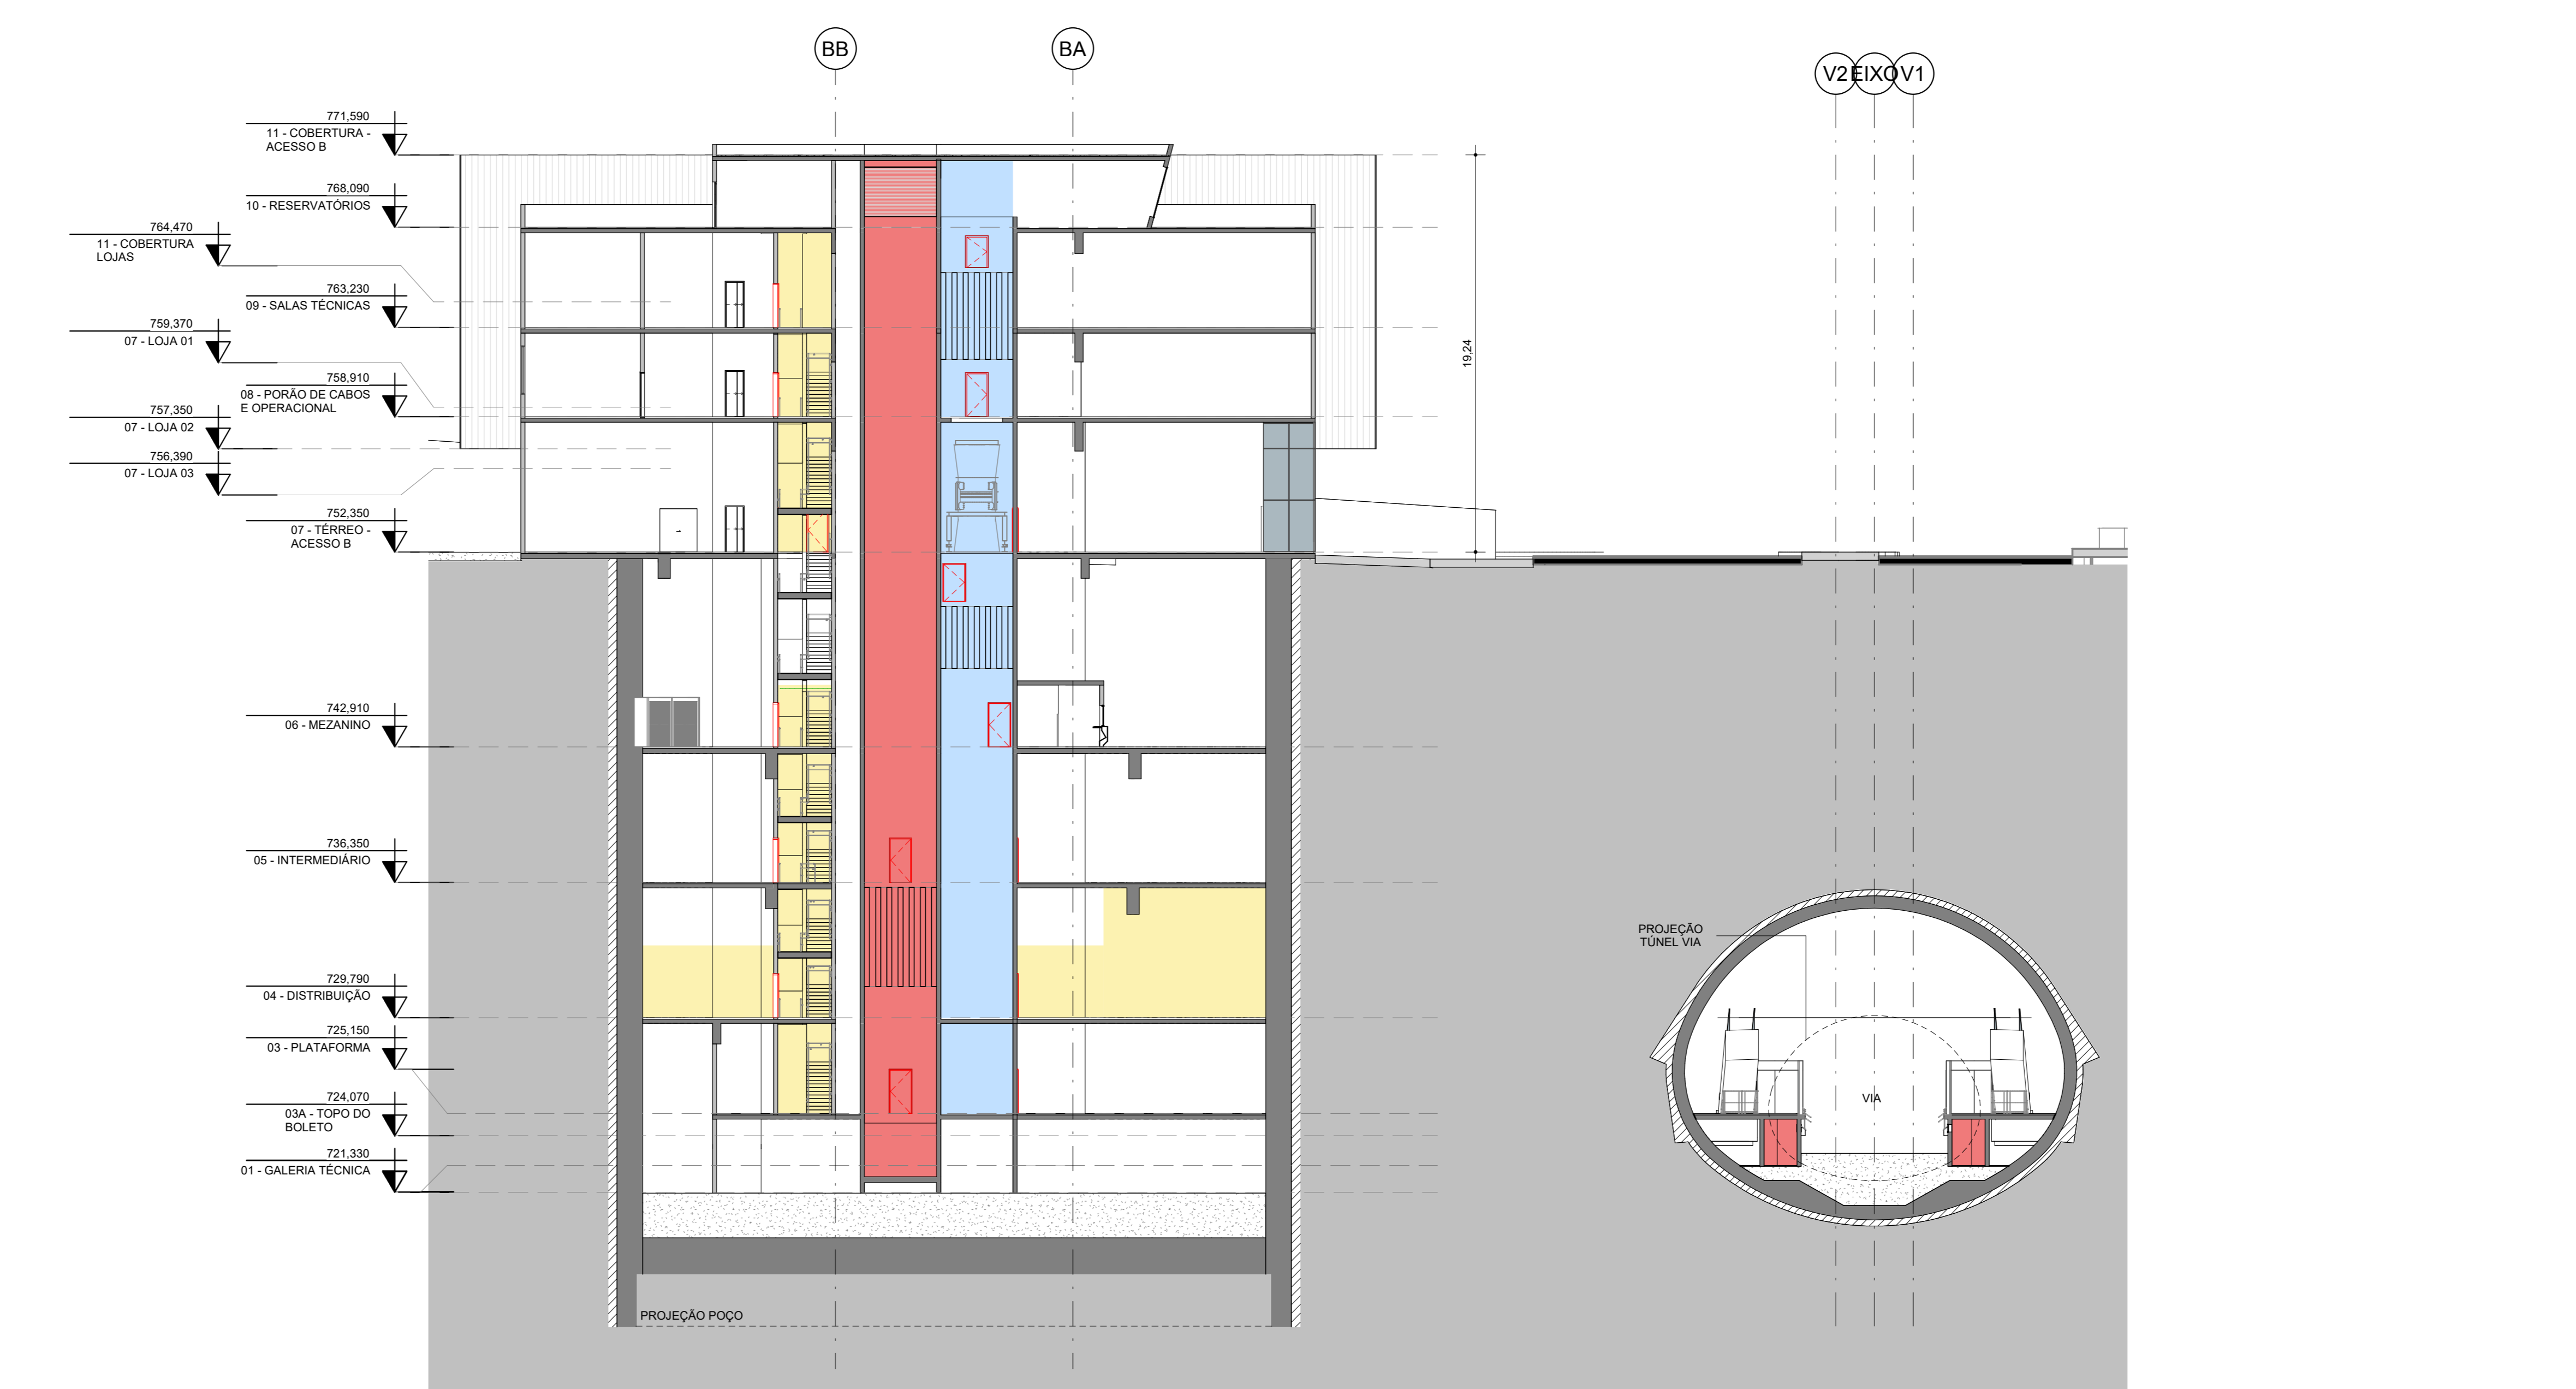 BB
BA
V2
EIXO
V1
771,590
11 - COBERTURA -
ACESSO B
768,090
10 - RESERVATÓRIOS
764,470
11 - COBERTURA
LOJAS
763,230
09 - SALAS TÉCNICAS
759,370
07 - LOJA 01
758,910
08 - PORÃO DE CABOS
E OPERACIONAL
757,350
07 - LOJA 02
756,390
07 - LOJA 03
752,350
07 - TÉRREO -
ACESSO B
19,24
742,910
06 - MEZANINO
736,350
05 - INTERMEDIÁRIO
729,790
04 - DISTRIBUIÇÃO
725,150
03 - PLATAFORMA
724,070
03A - TOPO DO
BOLETO
721,330
01 - GALERIA TÉCNICA
PROJEÇÃO
TÚNEL VIA
VIA
PROJEÇÃO POÇO